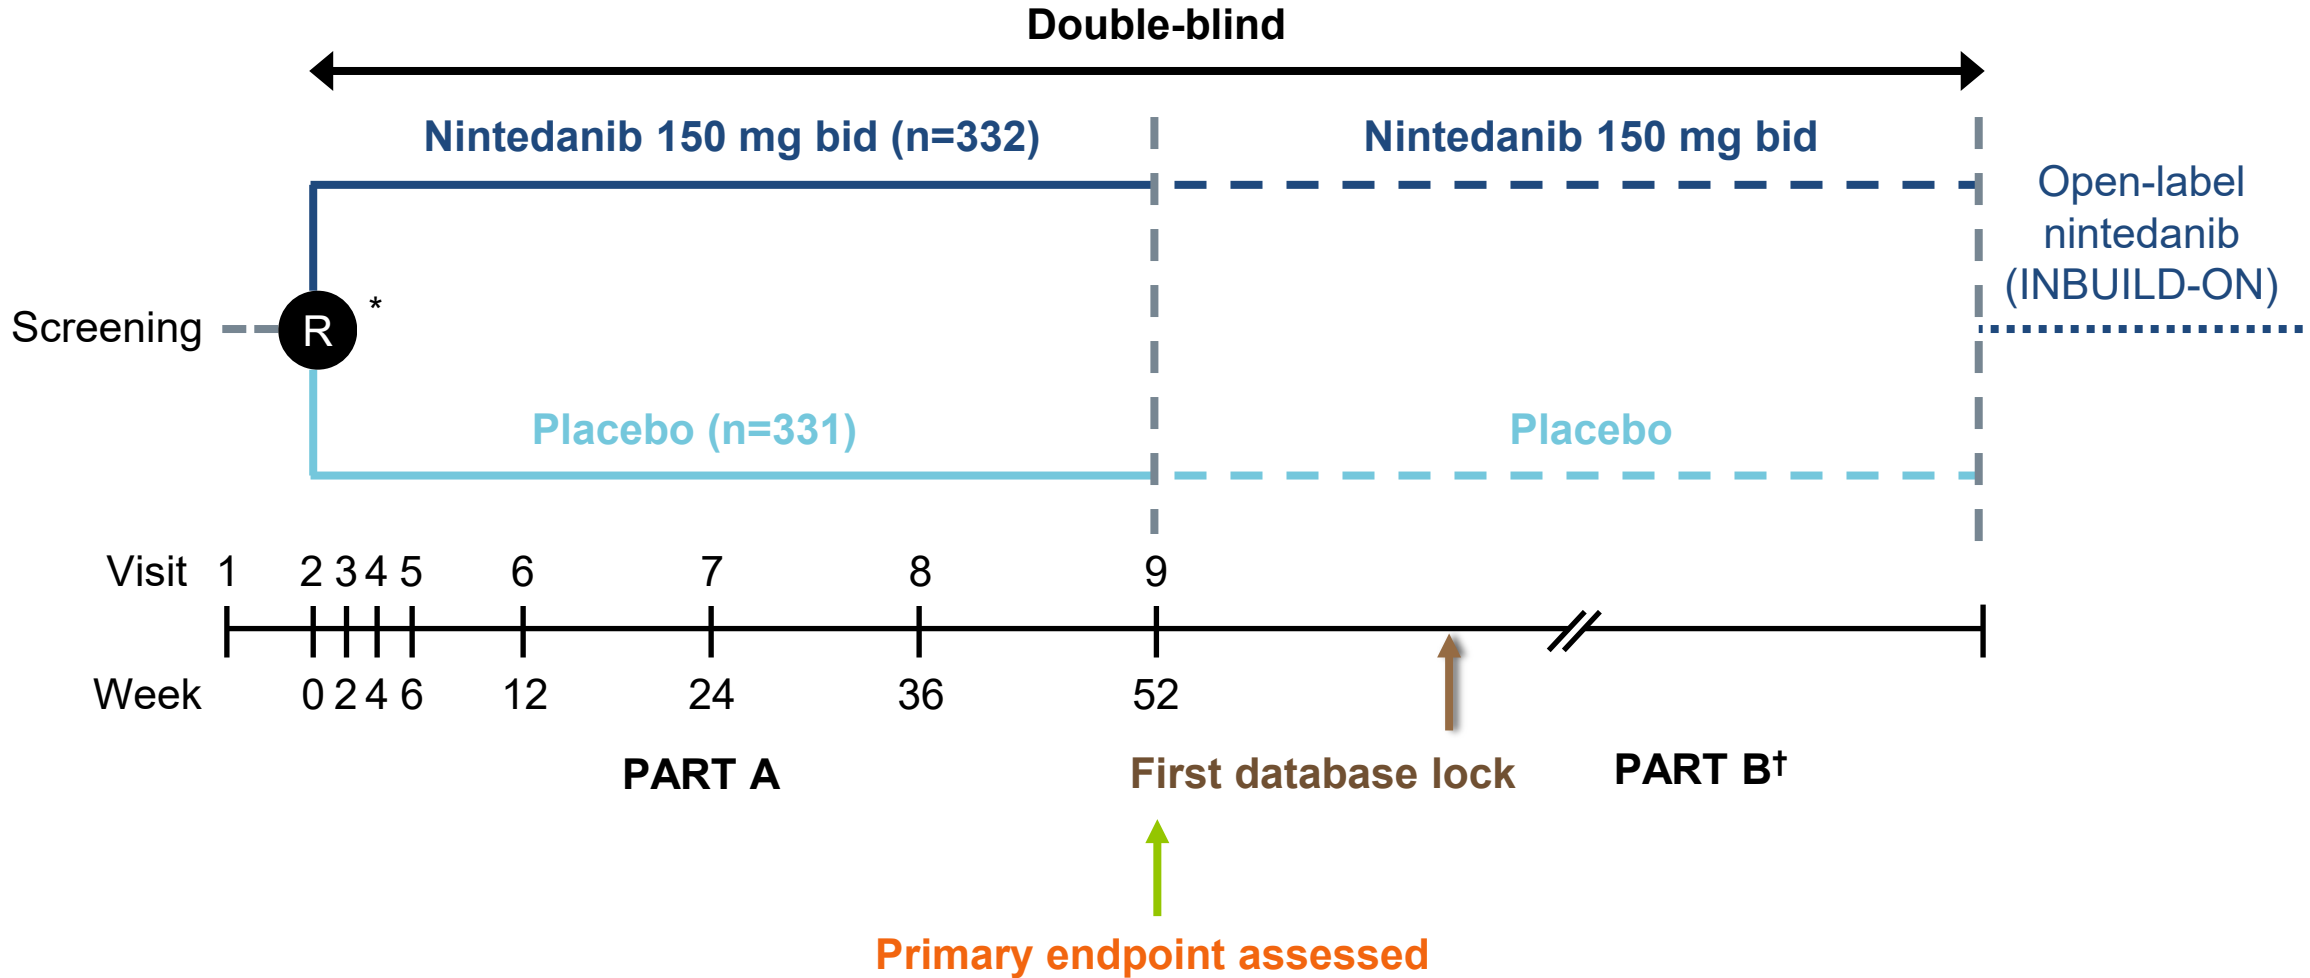 Double-blind
Nintedanib 150 mg bid (n=332)
Nintedanib 150 mg bid
Open-label
nintedanib
(INBUILD-ON)
Screening
R
*
Placebo (n=331)
Placebo
Visit 1 2 3 4 5 6 7 8 9
Week 0 2 4 6 12 24 36 52
PART A
First database lock
PART B†
Primary endpoint assessed